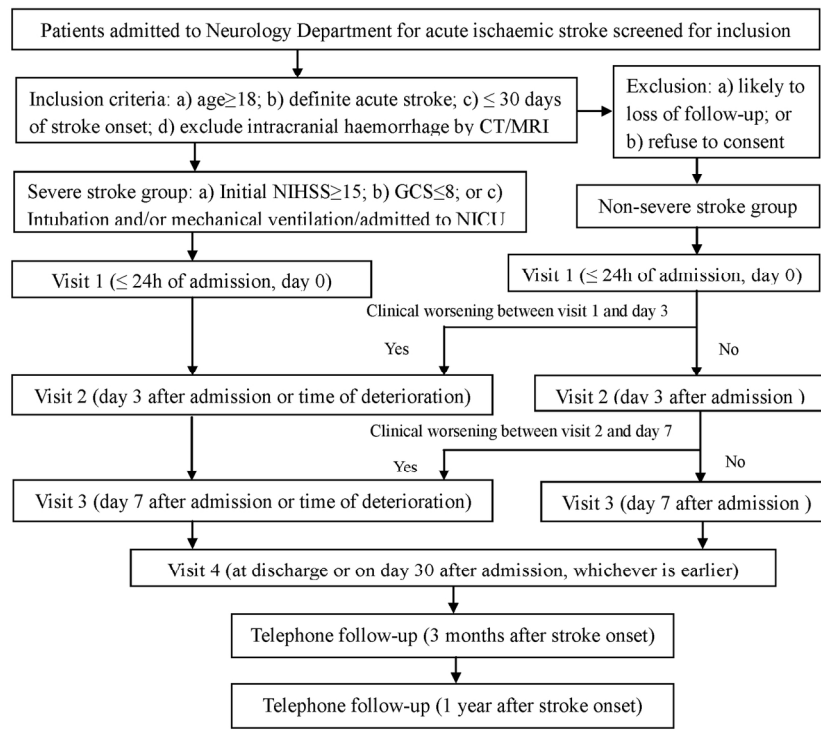 Patients admitted to Neurology Department for acute ischaemic stroke screened for inclusion
Inclusion criteria: a) age≥18; b) definite acute stroke; c) ≤ 30 days
of stroke onset; d) exclude intracranial haemorrhage by CT/MRI
Exclusion: a) likely to
loss of follow-up; or
b) refuse to consent
Severe stroke group: a) Initial NIHSS≥15; b) GCS≤8; or c)
Intubation and/or mechanical ventilation/admitted to NICU
Non-severe stroke group
Visit 1 (≤ 24h of admission, day 0)
Visit 1 (≤ 24h of admission, day 0)
Clinical worsening between visit 1 and day 3
Yes
No
Visit 2 (day 3 after admission or time of deterioration)
Visit 2 (day 3 after admission )
Clinical worsening between visit 2 and day 7
Yes
No
Visit 3 (day 7 after admission or time of deterioration)
Visit 3 (day 7 after admission )
Visit 4 (at discharge or on day 30 after admission, whichever is earlier)
Telephone follow-up (3 months after stroke onset)
Telephone follow-up (1 year after stroke onset)